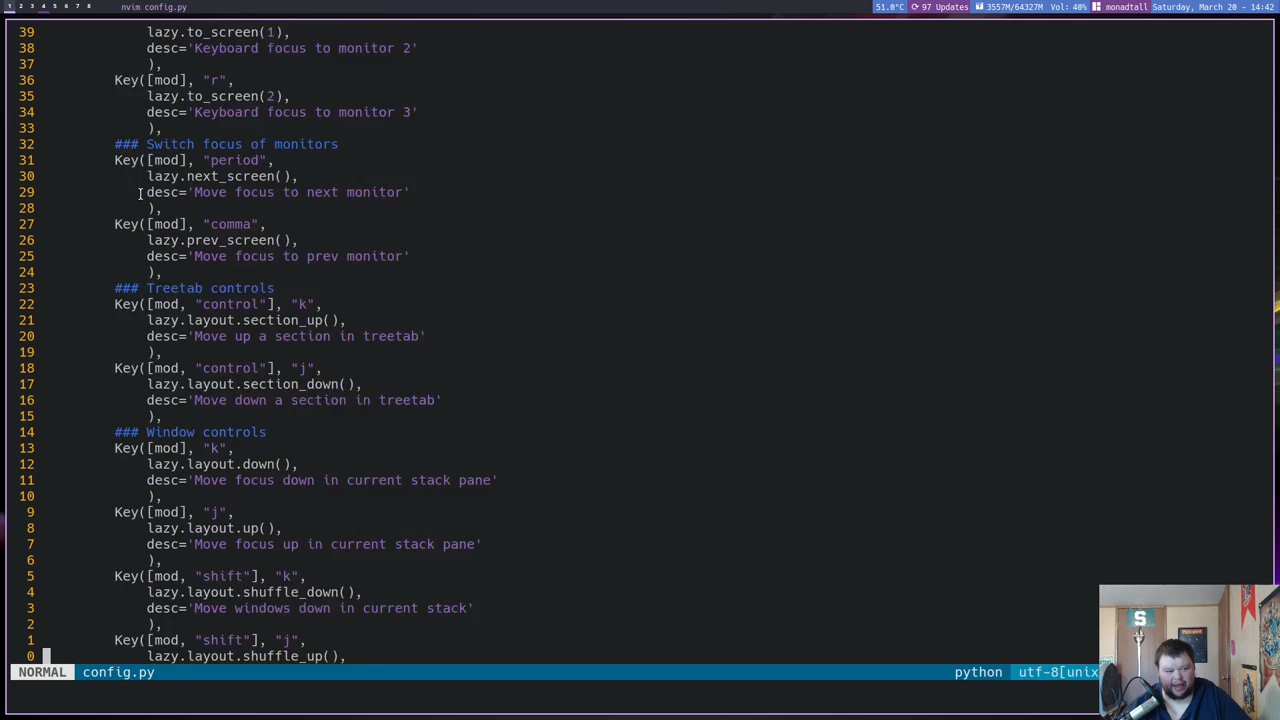 1 2 3 4 5 6 7 8 nvim config.py 51.0°C 97 Updates 3557M/64327M Vol: 40% monadtall Saturday, March 20 - 14:42
39 lazy.to_screen(1),
38 desc='Keyboard focus to monitor 2'
37 ),
36 Key([mod], "r",
35 lazy.to_screen(2),
34 desc='Keyboard focus to monitor 3'
33 ),
32 ### Switch focus of monitors
31 Key([mod], "period",
30 lazy.next_screen(),
29 desc='Move focus to next monitor'
28 ),
27 Key([mod], "comma",
26 lazy.prev_screen(),
25 desc='Move focus to prev monitor'
24 ),
23 ### Treetab controls
22 Key([mod, "control"], "k",
21 lazy.layout.section_up(),
20 desc='Move up a section in treetab'
19 ),
18 Key([mod, "control"], "j",
17 lazy.layout.section_down(),
16 desc='Move down a section in treetab'
15 ),
14 ### Window controls
13 Key([mod], "k",
12 lazy.layout.down(),
11 desc='Move focus down in current stack pane'
10 ),
9 Key([mod], "j",
8 lazy.layout.up(),
7 desc='Move focus up in current stack pane'
6 ),
5 Key([mod, "shift"], "k",
4 lazy.layout.shuffle_down(),
3 desc='Move windows down in current stack'
2 ),
1 Key([mod, "shift"], "j",
0 lazy.layout.shuffle_up(),
NORMAL config.py python utf-8[unix
S